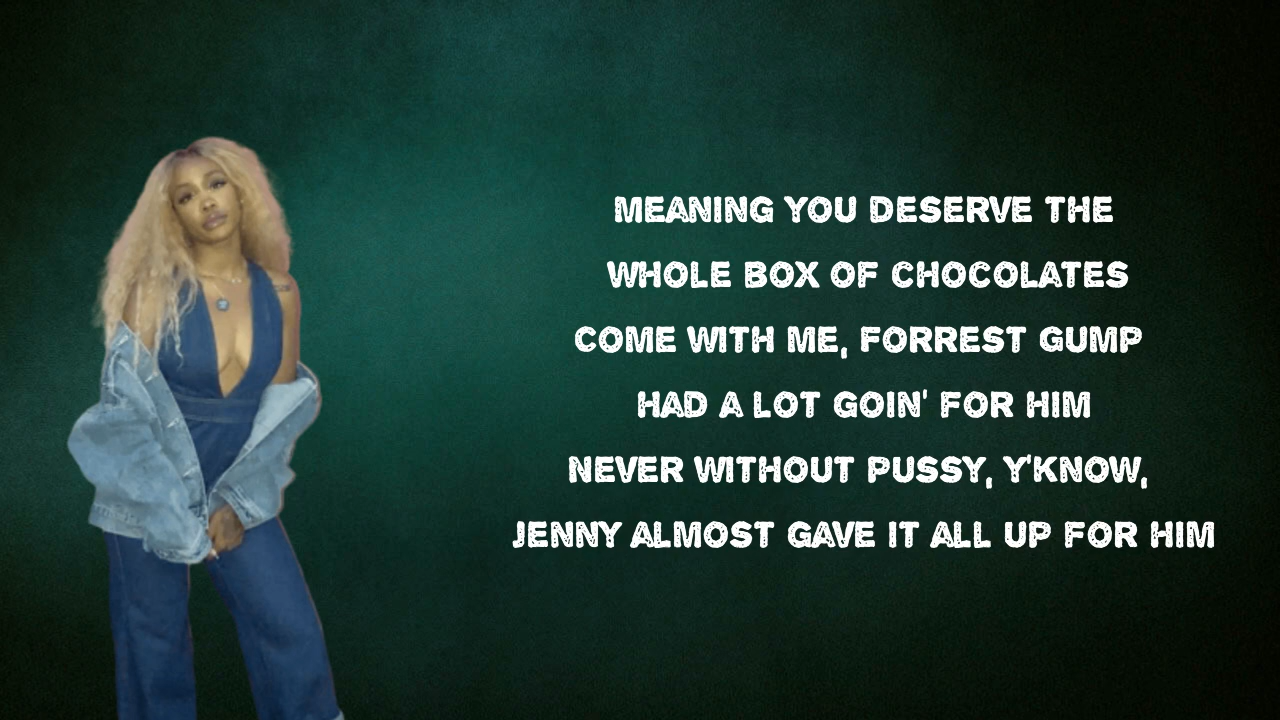 MEANING YOU DESERVE THE
WHOLE BOX OF CHOCOLATES
COME WITH ME, FORREST GUMP
HAD A LOT GOIN' FOR HIM
NEVER WITHOUT PUSSY, Y'KNOW,
JENNY ALMOST GAVE IT ALL UP FOR HIM